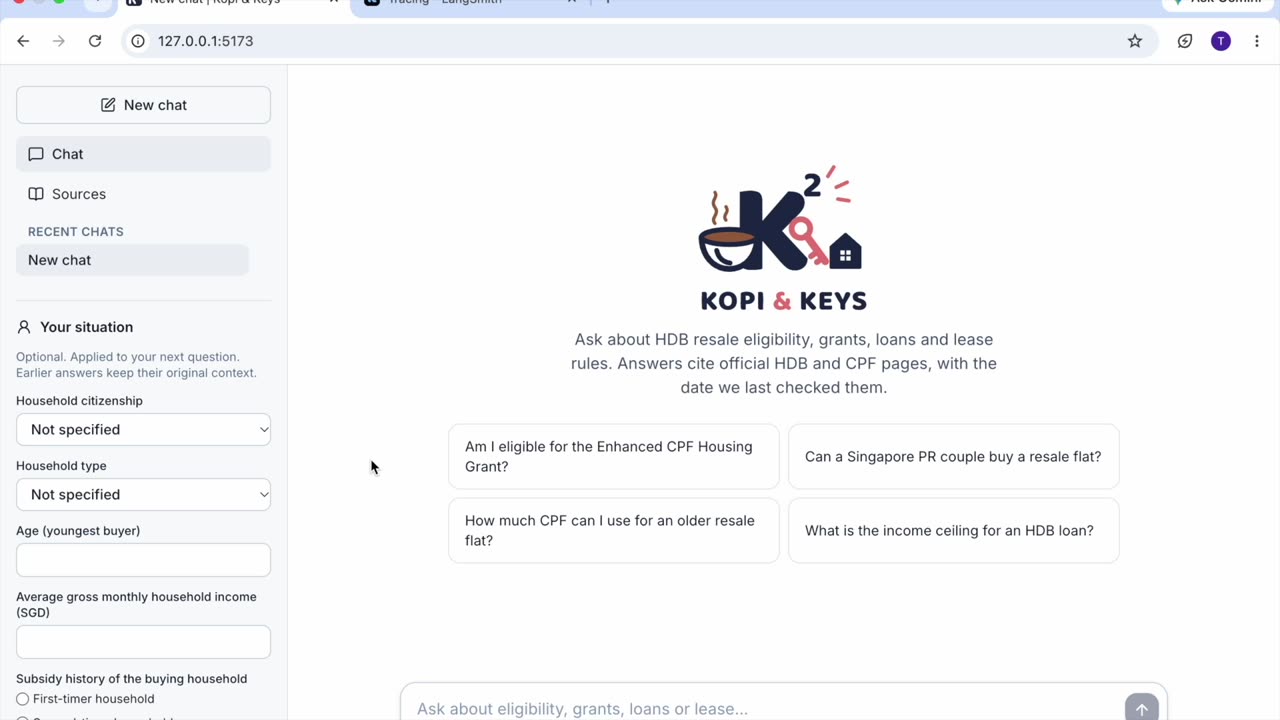 New chat | Kopi & Keys
Tracing - LangSmith
Ask Gemini
127.0.0.1:5173
T
New chat
Chat
Sources
RECENT CHATS
New chat
Your situation
Optional. Applied to your next question.
Earlier answers keep their original context.
Household citizenship
Not specified
Household type
Not specified
Age (youngest buyer)
Average gross monthly household income
(SGD)
Subsidy history of the buying household
First-timer household
K2
KOPI & KEYS
Ask about HDB resale eligibility, grants, loans and lease
rules. Answers cite official HDB and CPF pages, with the
date we last checked them.
Am I eligible for the Enhanced CPF Housing
Grant?
Can a Singapore PR couple buy a resale flat?
How much CPF can I use for an older resale
flat?
What is the income ceiling for an HDB loan?
Ask about eligibility, grants, loans or lease...